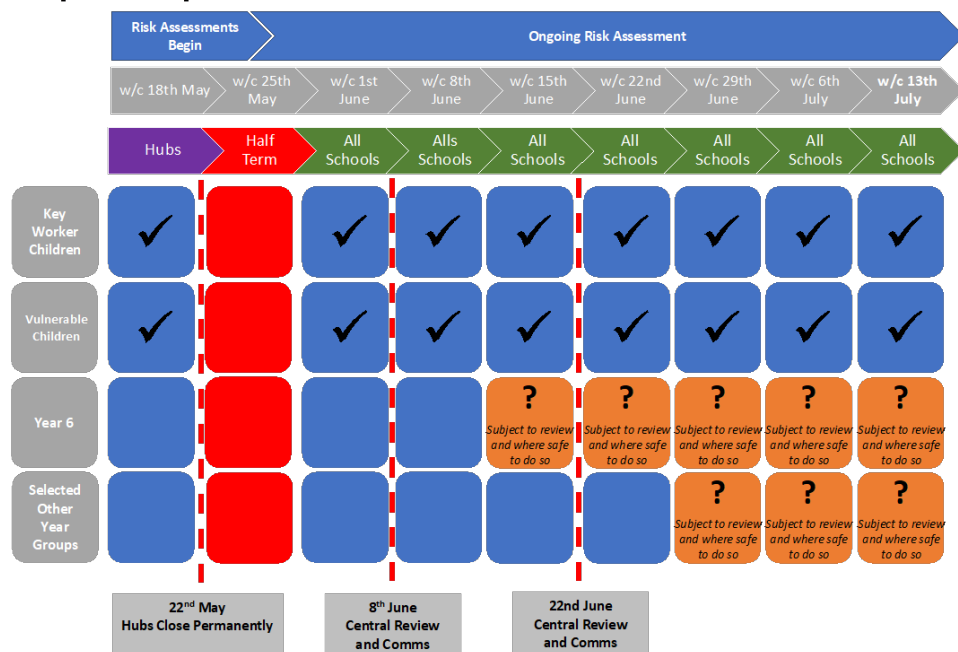 Risk Assessments
Begin
Ongoing Risk Assessment
w/c 18th May
w/c 25th
May
w/c 1st
June
w/c 8th
June
w/c 15th
June
w/c 22nd
June
w/c 29th
June
w/c 6th
July
w/c 13th
July
Hubs
Half
Term
All
Schools
Alls
Schools
All
Schools
All
Schools
All
Schools
All
Schools
All
Schools
Key
Worker
Children
Vulnerable
Children
Year 6
?
Subject to review
and where safe
to do so
?
Subject to review
and where safe
to do so
?
Subject to review
and where safe
to do so
?
Subject to review
and where safe
to do so
?
Subject to review
and where safe
to do so
Selected
Other
Year
Groups
?
Subject to review
and where safe
to do so
?
Subject to review
and where safe
to do so
?
Subject to review
and where safe
to do so
22nd May
Hubs Close Permanently
8th June
Central Review
and Comms
22nd June
Central Review
and Comms